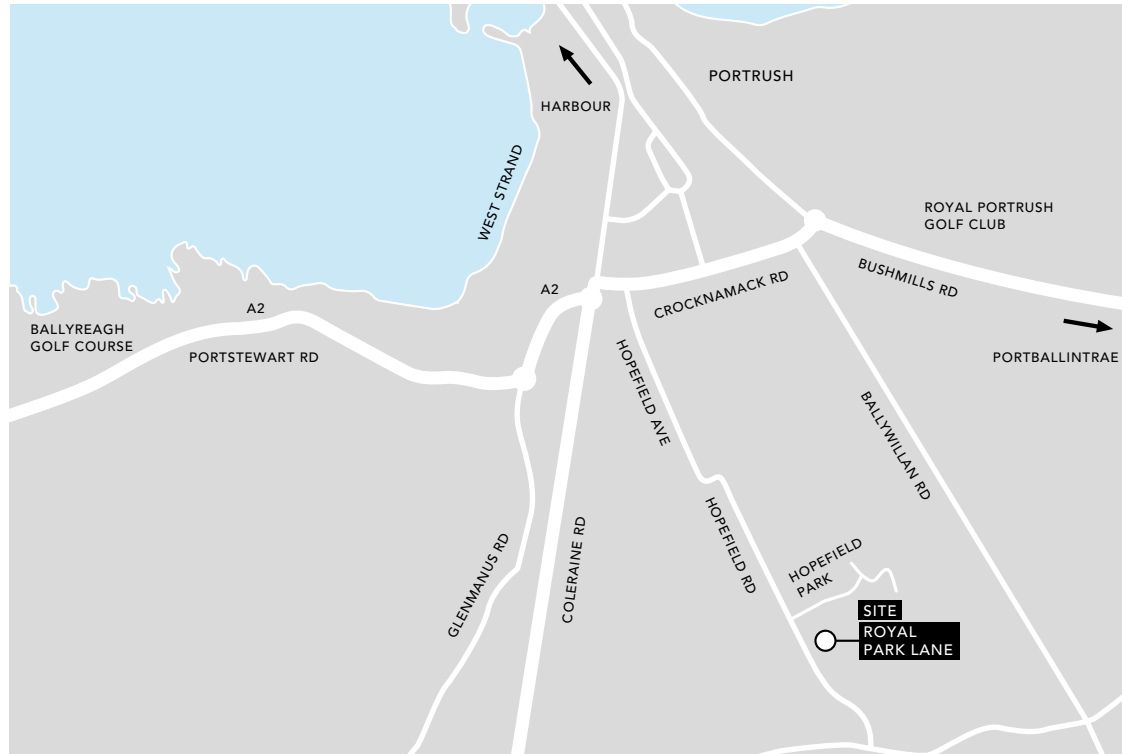 PORTRUSH
HARBOUR
WEST STRAND
ROYAL PORTRUSH
GOLF CLUB
BUSHMILLS RD
CROCKNAMACK RD
A2
A2
BALLYREAGH
GOLF COURSE
PORTSTEWART RD
PORTBALLINTRAE
HOPEFIELD AVE
BALLYWILLAN RD
HOPEFIELD RD
GLENMANUS RD
COLERAINE RD
HOPEFIELD
PARK
SITE
ROYAL
PARK LANE